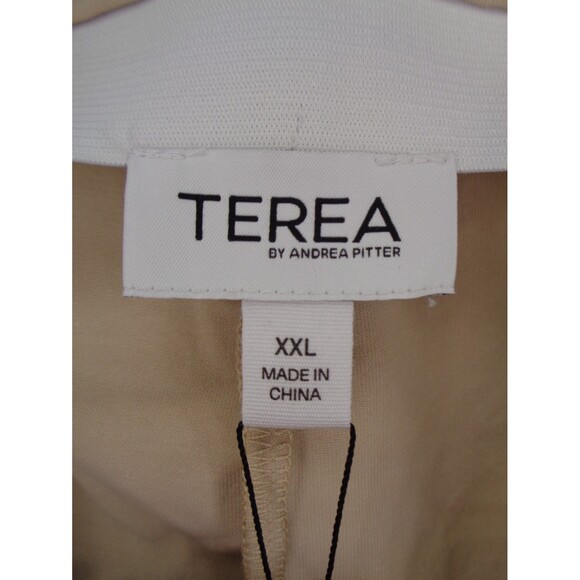 TEREA
BY ANDREA PITTER
XXL
MADE IN
CHINA